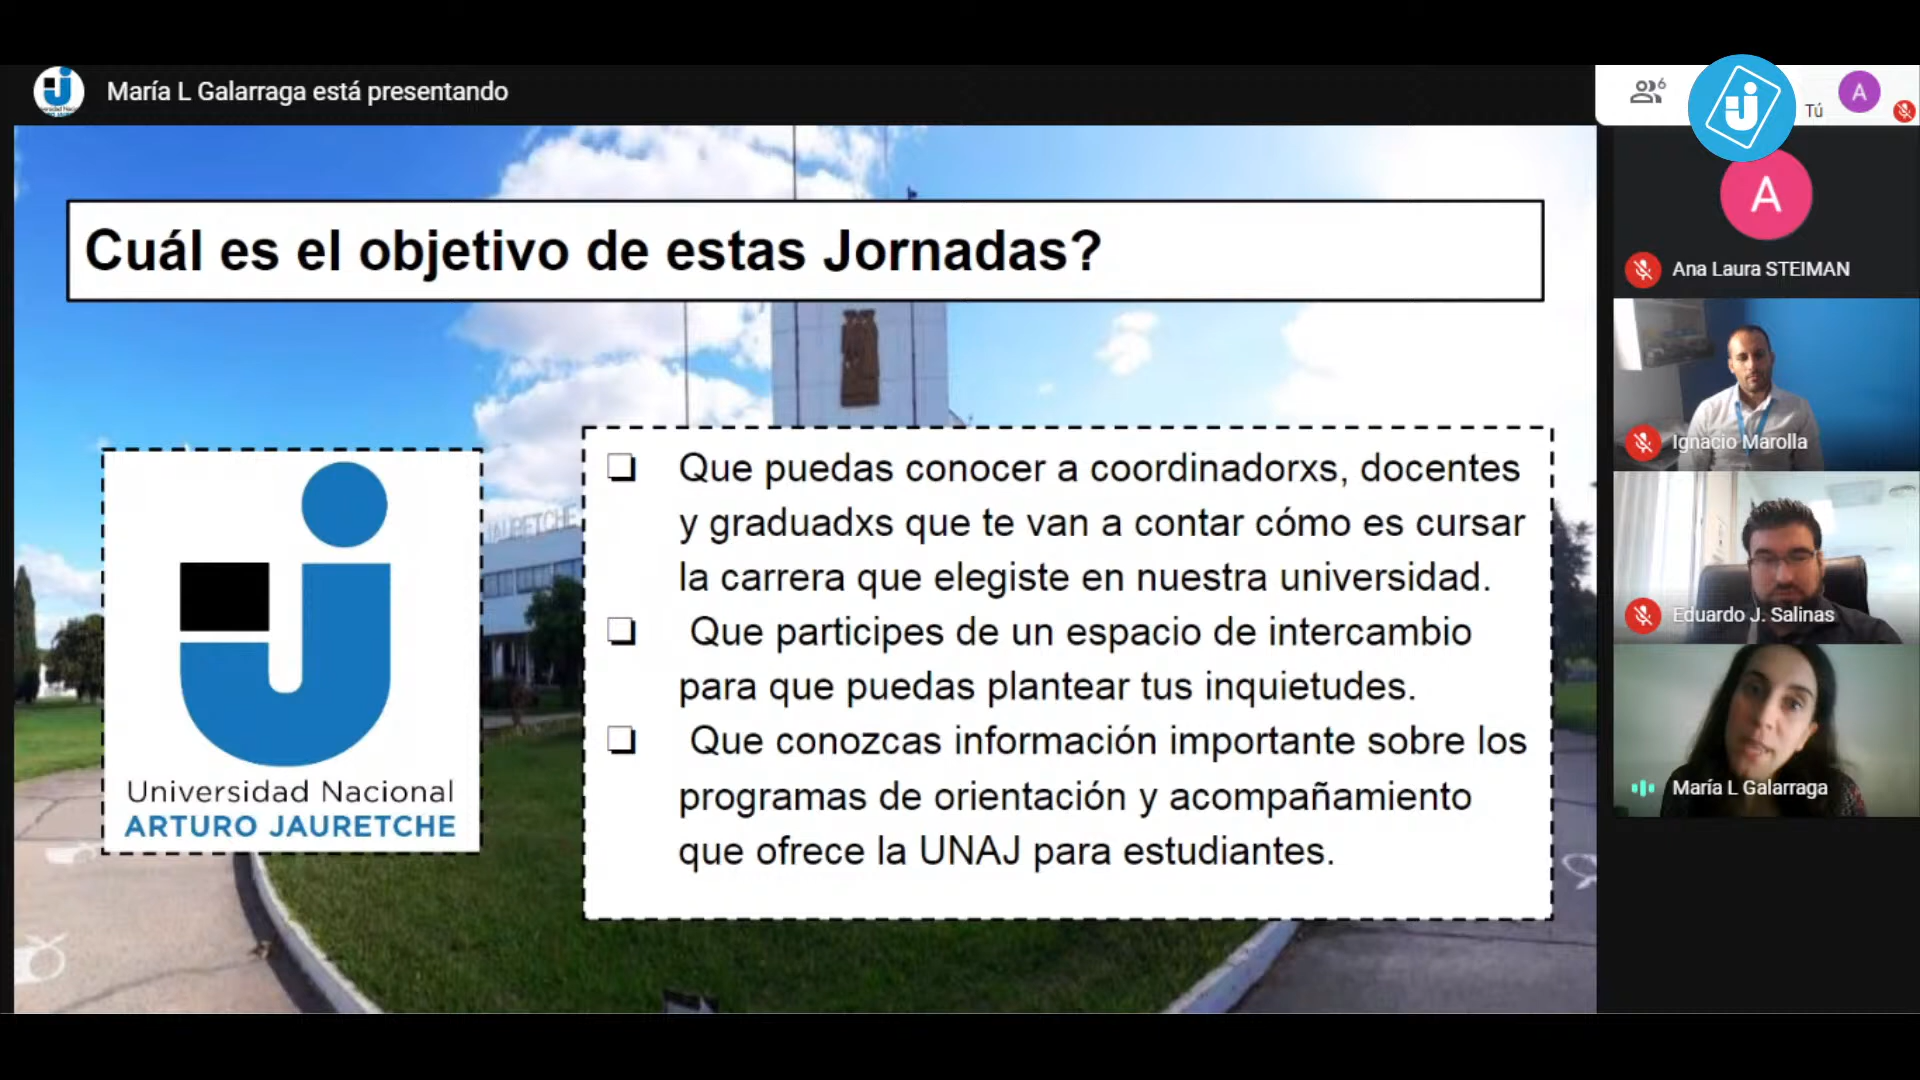 María L Galarraga está presentando
6
Tú
A
A
Ana Laura STEIMAN
Ignacio Marolla
Eduardo J. Salinas
María L Galarraga
Cuál es el objetivo de estas Jornadas?
Universidad Nacional
ARTURO JAURETCHE
Que puedas conocer a coordinadorxs, docentes
y graduadxs que te van a contar cómo es cursar
la carrera que elegiste en nuestra universidad.
Que participes de un espacio de intercambio
para que puedas plantear tus inquietudes.
Que conozcas información importante sobre los
programas de orientación y acompañamiento
que ofrece la UNAJ para estudiantes.
JAURETCHE